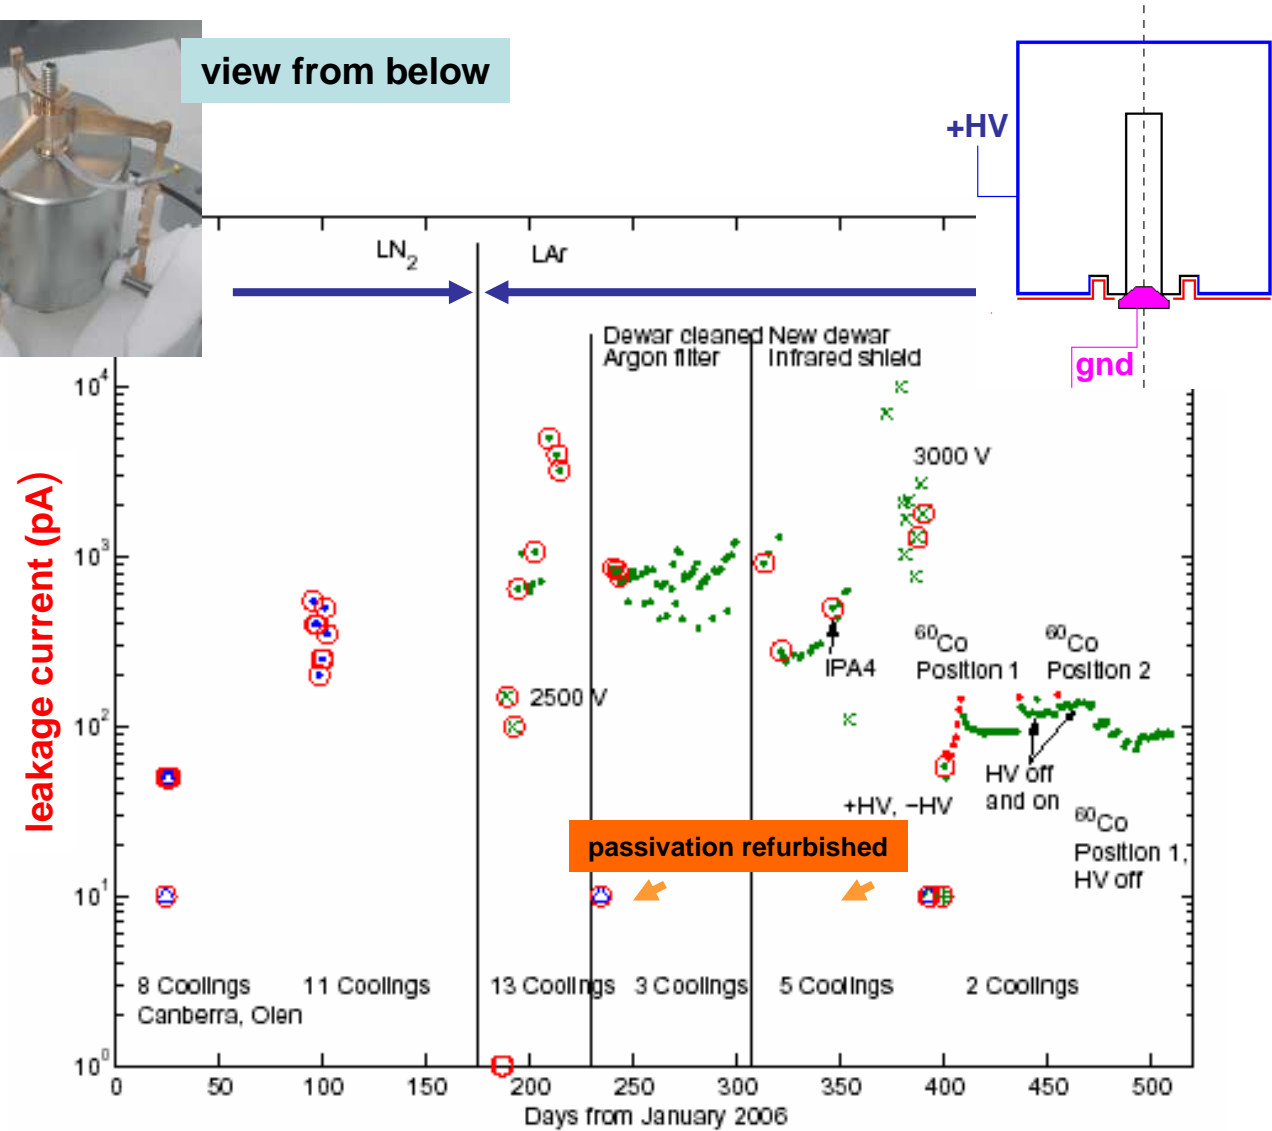 view from below
+HV
gnd
LN2
LAr
Dewar cleaned
Argon filter
New dewar
Infrared shield
10^4
3000 V
leakage current (pA)
10^3
60Co
Position 1
60Co
Position 2
IPA4
2500 V
10^2
HV off
and on
+HV, −HV
60Co
Position 1,
HV off
passivation refurbished
10^1
8 Coolings
Canberra, Olen
11 Coolings
13 Coolings
3 Coolings
5 Coolings
2 Coolings
10^0
0 50 100 150 200 250 300 350 400 450 500
Days from January 2006